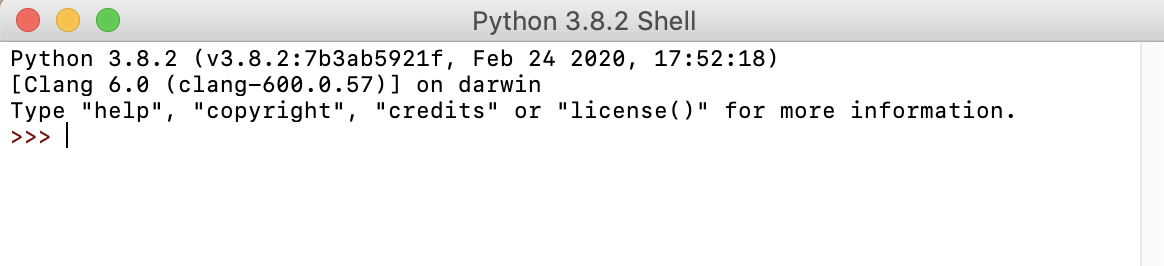 Python 3.8.2 Shell
Python 3.8.2 (v3.8.2:7b3ab5921f, Feb 24 2020, 17:52:18)
[Clang 6.0 (clang-600.0.57)] on darwin
Type "help", "copyright", "credits" or "license()" for more information.
>>>